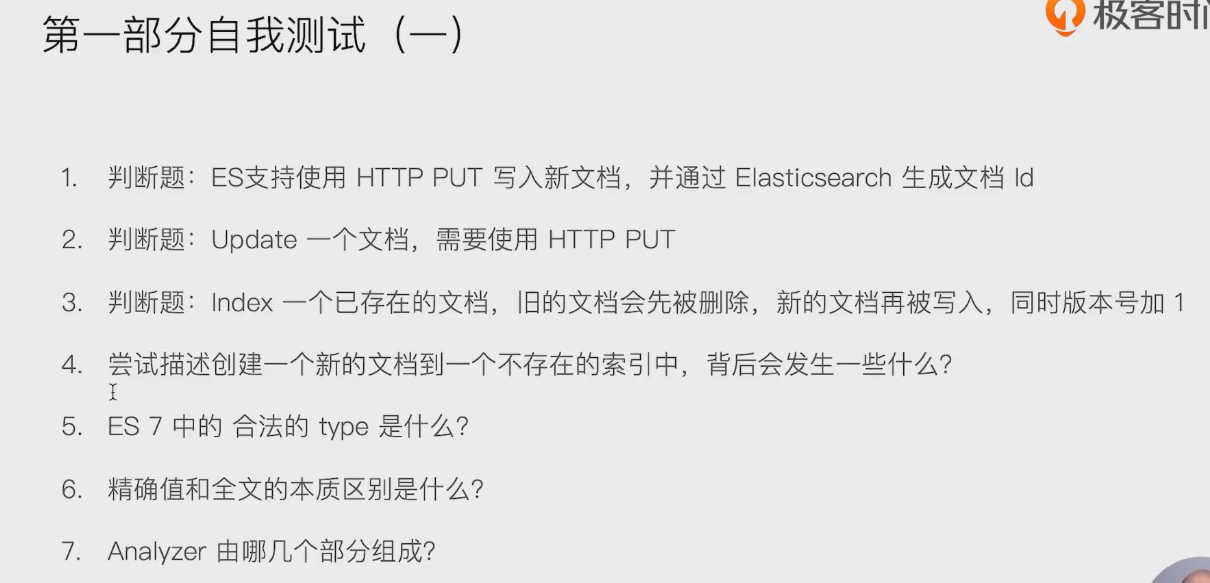 第一部分自我测试（一）
极客时
1. 判断题：ES支持使用 HTTP PUT 写入新文档，并通过 Elasticsearch 生成文档 Id
2. 判断题：Update 一个文档，需要使用 HTTP PUT
3. 判断题：Index 一个已存在的文档，旧的文档会先被删除，新的文档再被写入，同时版本号加 1
4. 尝试描述创建一个新的文档到一个不存在的索引中，背后会发生一些什么？
5. ES 7 中的 合法的 type 是什么？
6. 精确值和全文的本质区别是什么？
7. Analyzer 由哪几个部分组成？